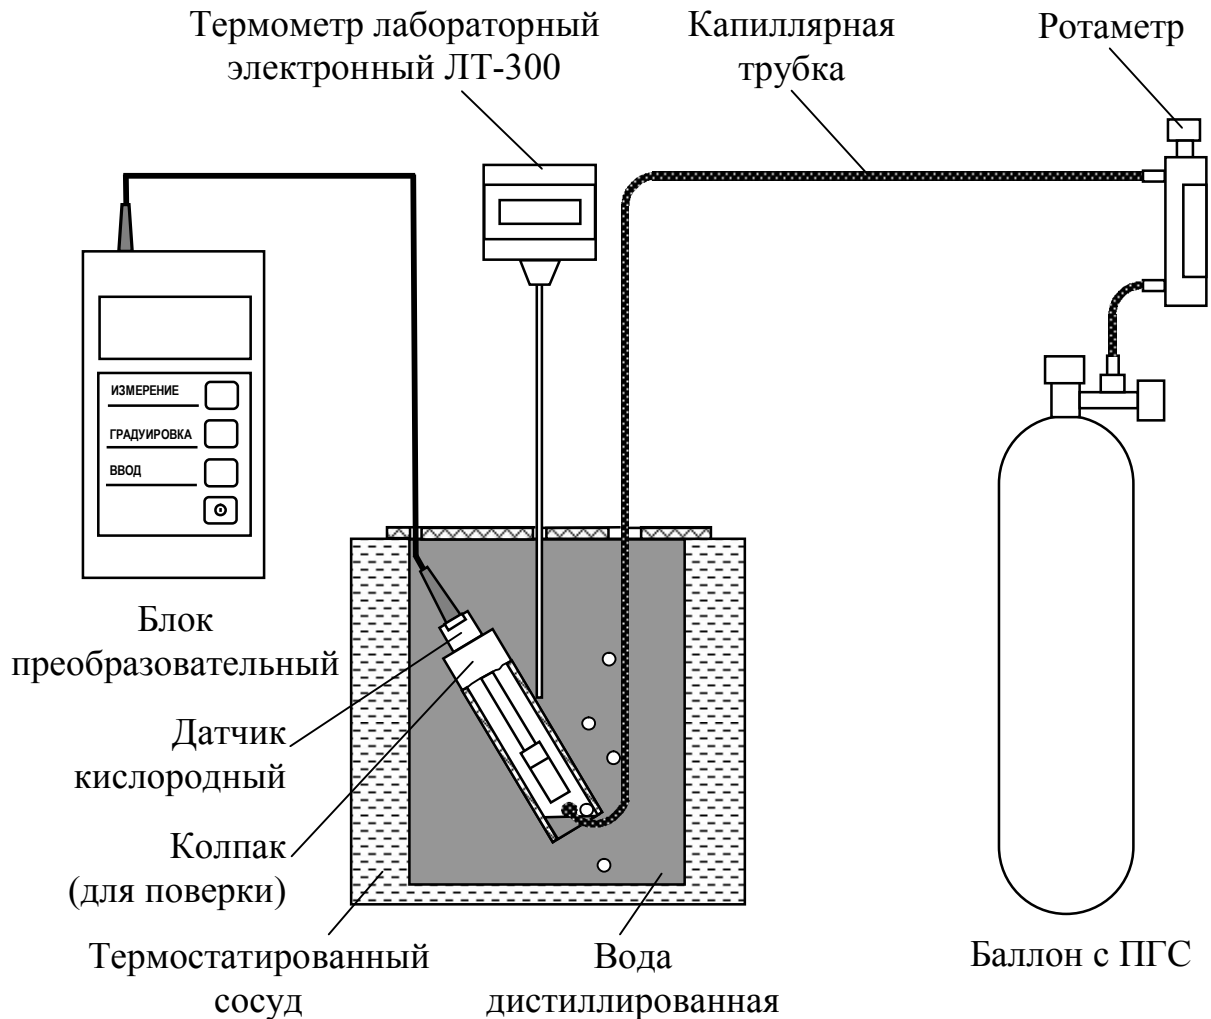 Термометр лабораторный
электронный ЛТ-300
Капиллярная
трубка
Ротаметр
ИЗМЕРЕНИЕ
ГРАДУИРОВКА
ВВОД
Блок
преобразовательный
Датчик
кислородный
Колпак
(для поверки)
Термостатированный
сосуд
Вода
дистиллированная
Баллон с ПГС